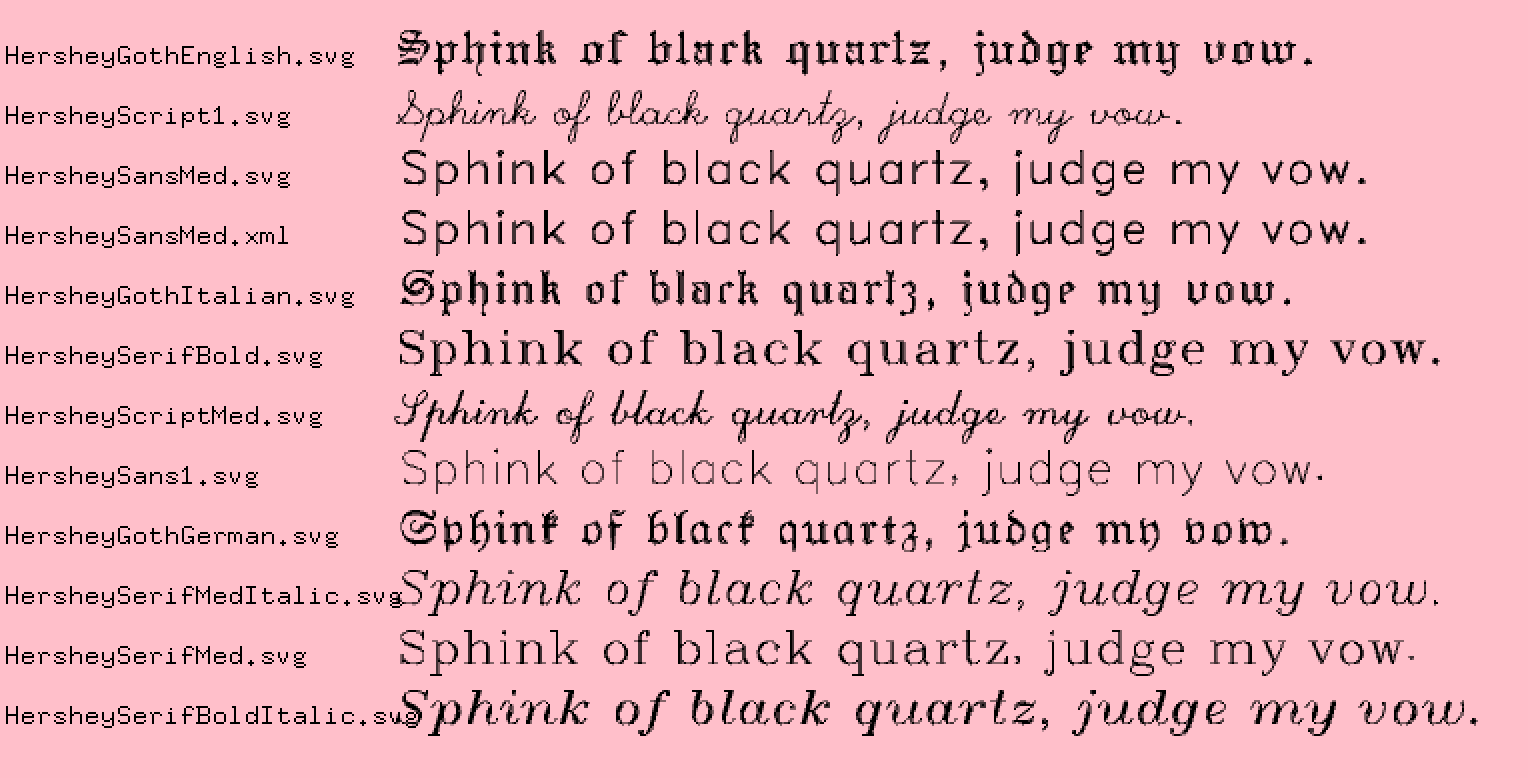 HersheyGothEnglish.svg Sphink of black quartz, judge my vow.
HersheyScript1.svg Sphink of black quartz, judge my vow.
HersheySansMed.svg Sphink of black quartz, judge my vow.
HersheySansMed.xml Sphink of black quartz, judge my vow.
HersheyGothItalian.svg Sphink of black quartz, judge my vow.
HersheySerifBold.svg Sphink of black quartz, judge my vow.
HersheyScriptMed.svg Sphink of black quartz, judge my vow.
HersheySans1.svg Sphink of black quartz, judge my vow.
HersheyGothGerman.svg Sphink of black quartz, judge my vow.
HersheySerifMedItalic.svg Sphink of black quartz, judge my vow.
HersheySerifMed.svg Sphink of black quartz, judge my vow.
HersheySerifBoldItalic.svg Sphink of black quartz, judge my vow.